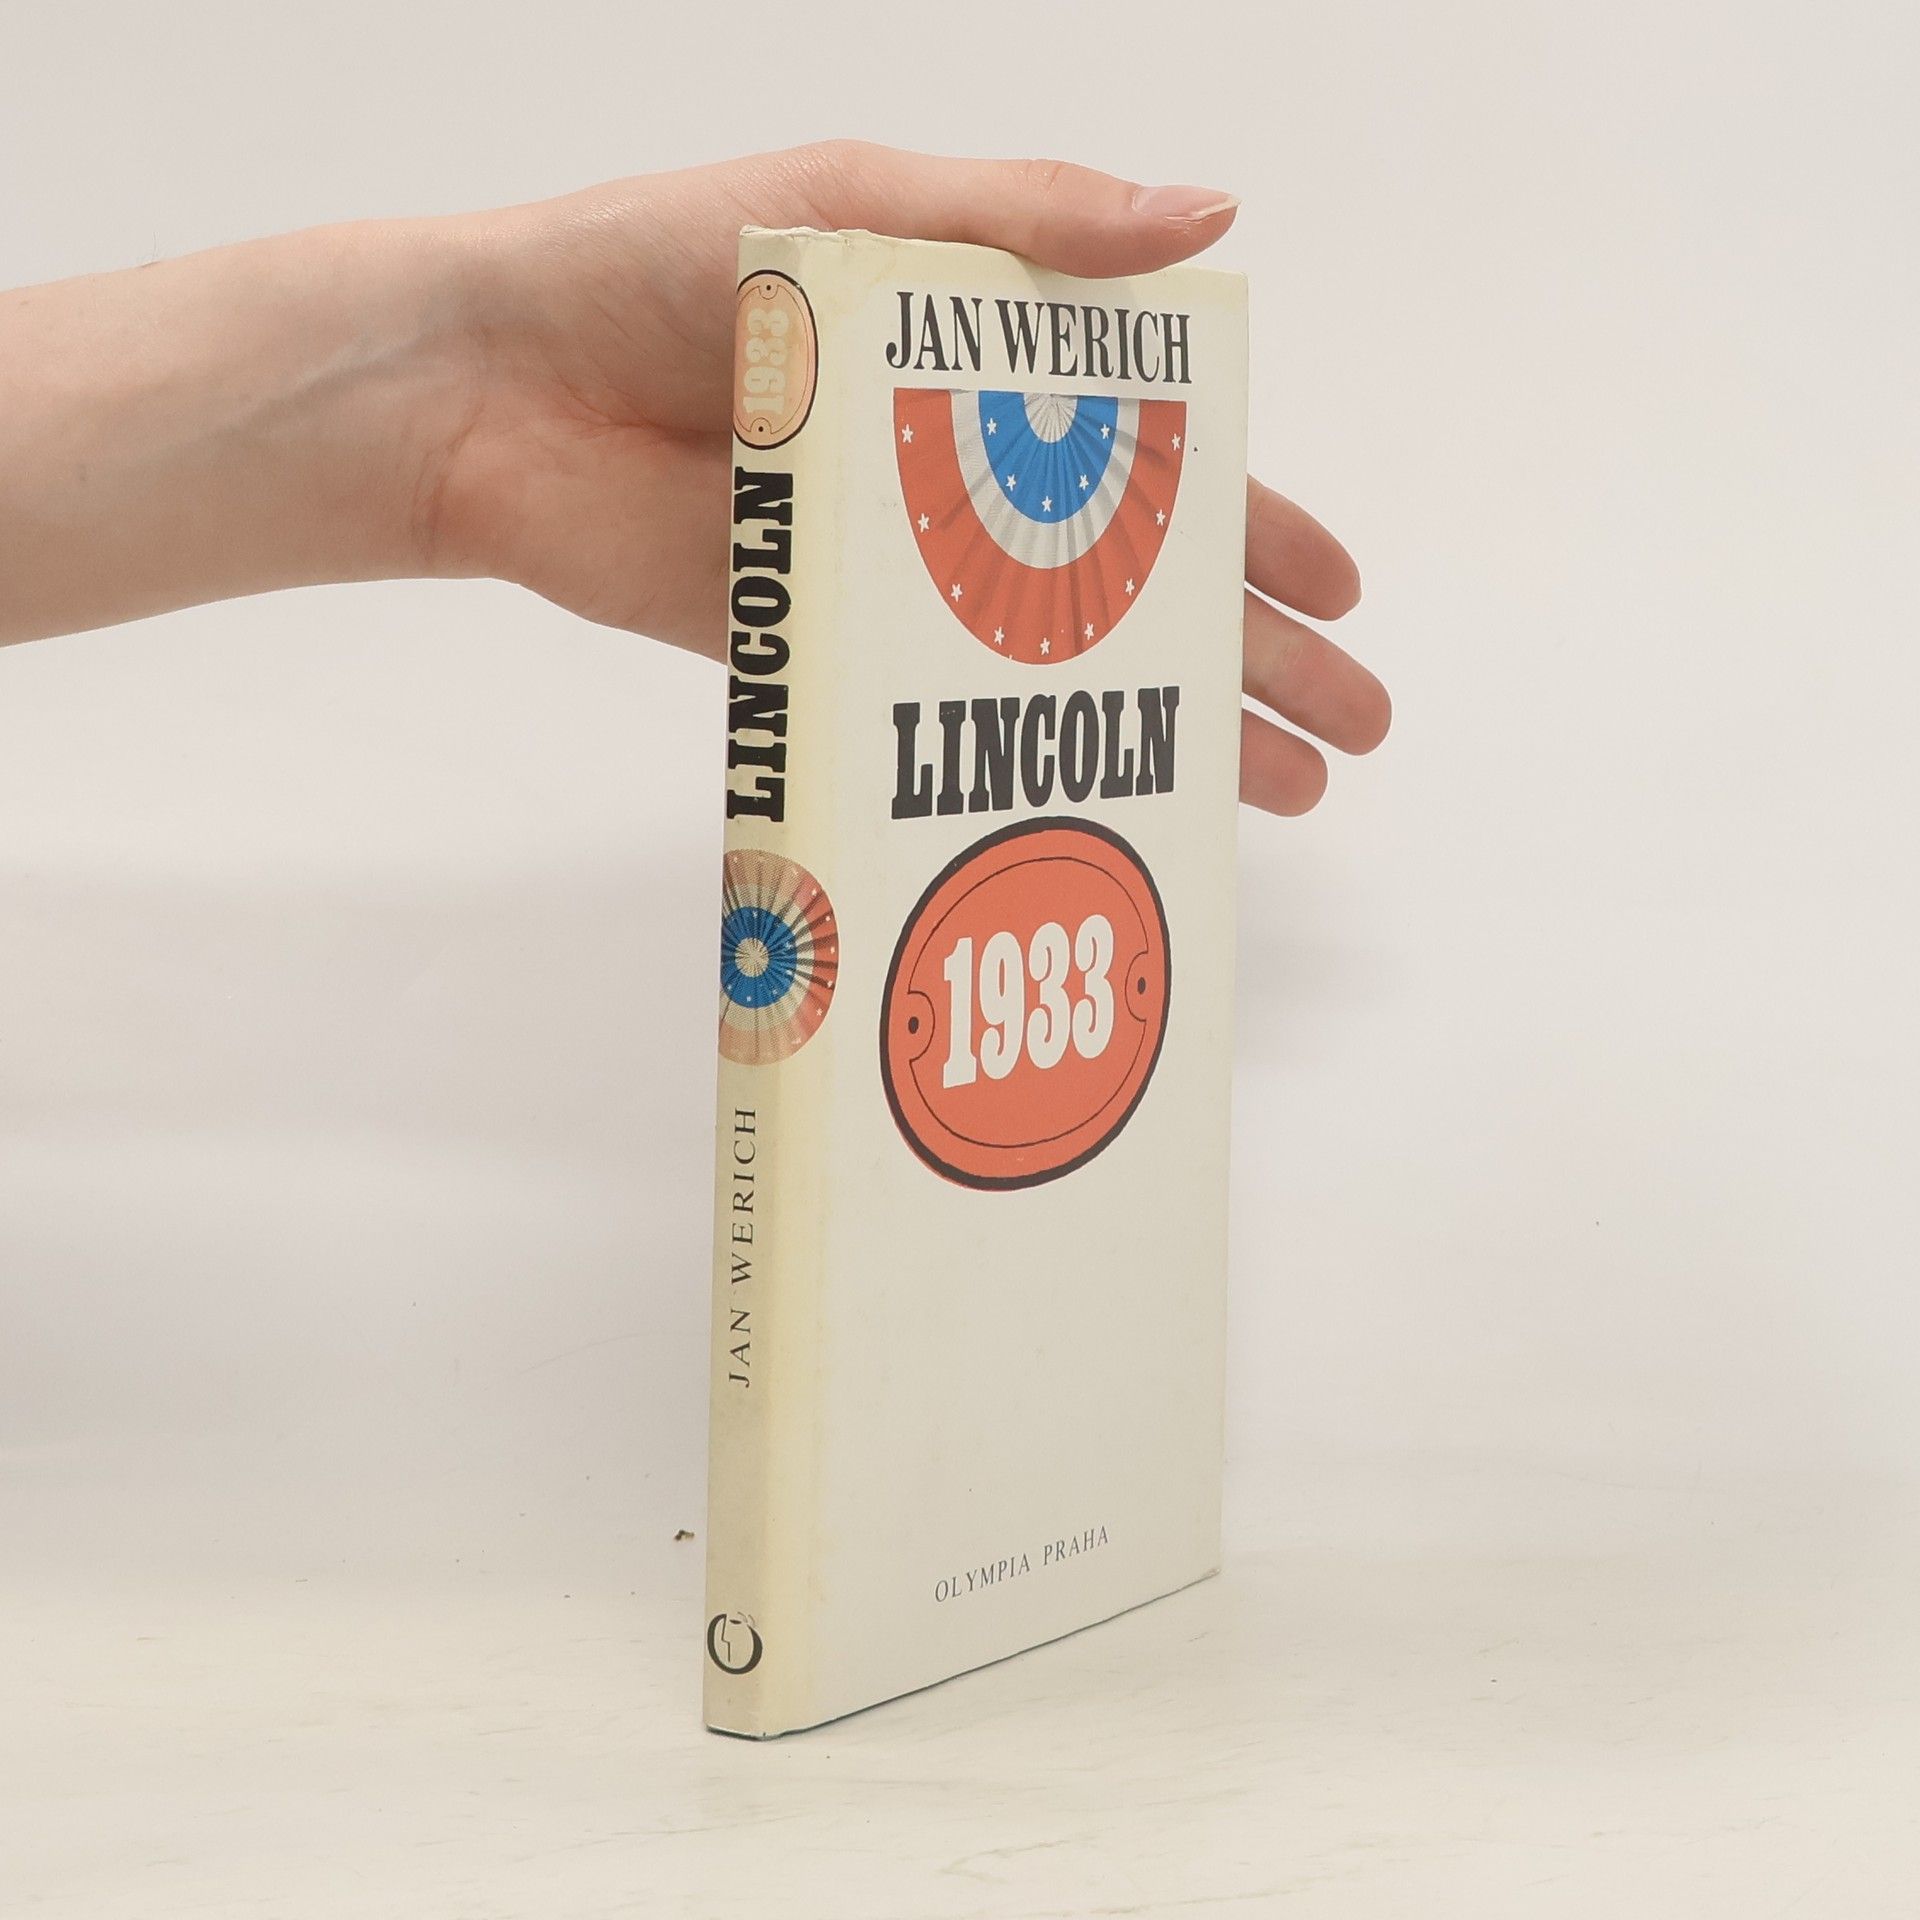 1933
LINCOLN
JAN WERICH
JAN WERICH
LINCOLN
1933
OLYMPIA PRAHA